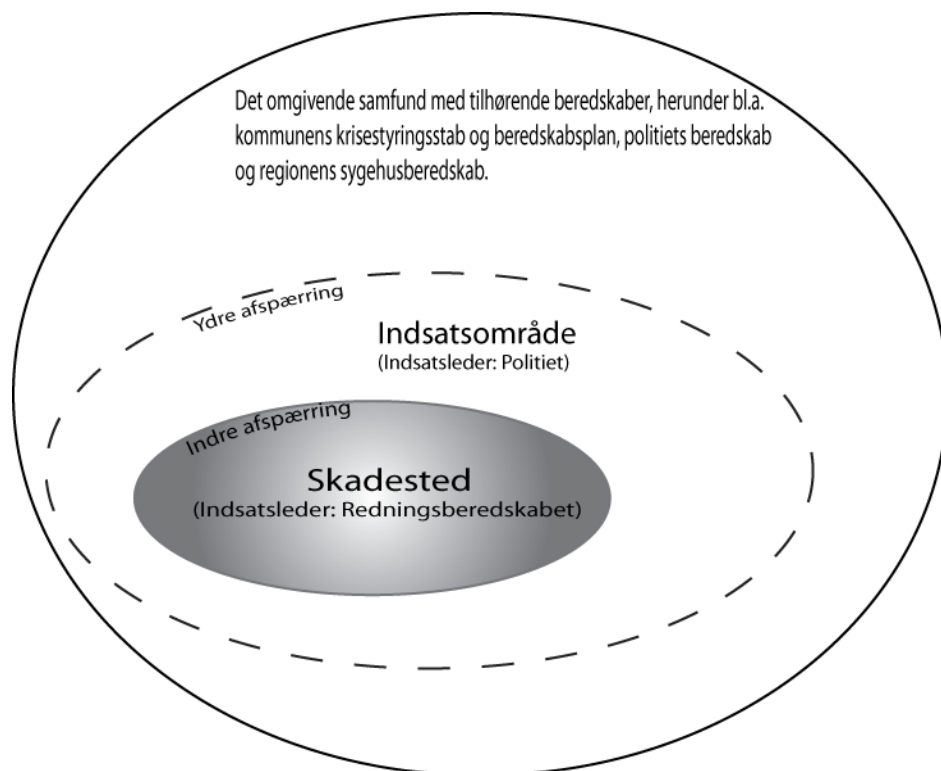 Det omgivende samfund med tilhørende beredskaber, herunder bl.a.
kommunens krisestyringsstab og beredskabsplan, politiets beredskab
og regionens sygehusberedskab.
Ydre afspærring
Indsatsområde
(Indsatsleder: Politiet)
Indre afspærring
Skadested
(Indsatsleder: Redningsberedskabet)